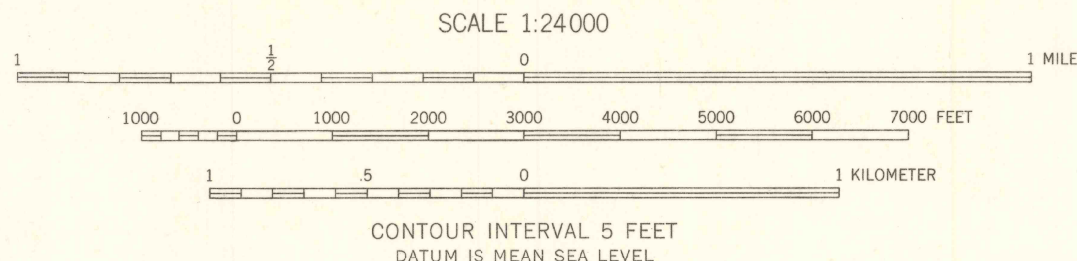 SCALE 1:24000
1 1/2 0 1 MILE
1000 0 1000 2000 3000 4000 5000 6000 7000 FEET
1 .5 0 1 KILOMETER
CONTOUR INTERVAL 5 FEET
DATUM IS MEAN SEA LEVEL